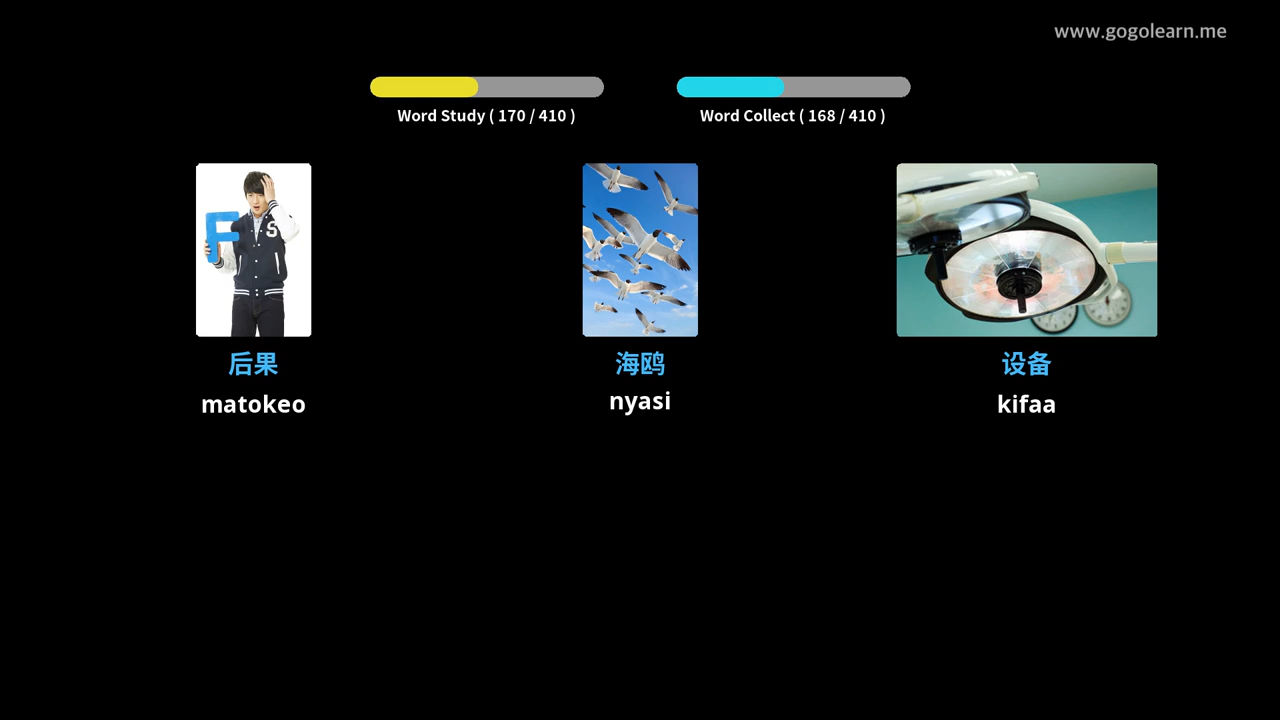 www.gogolearn.me
Word Study ( 170 / 410 )
Word Collect ( 168 / 410 )
F
S
后果
海鸥
设备
matokeo
nyasi
kifaa